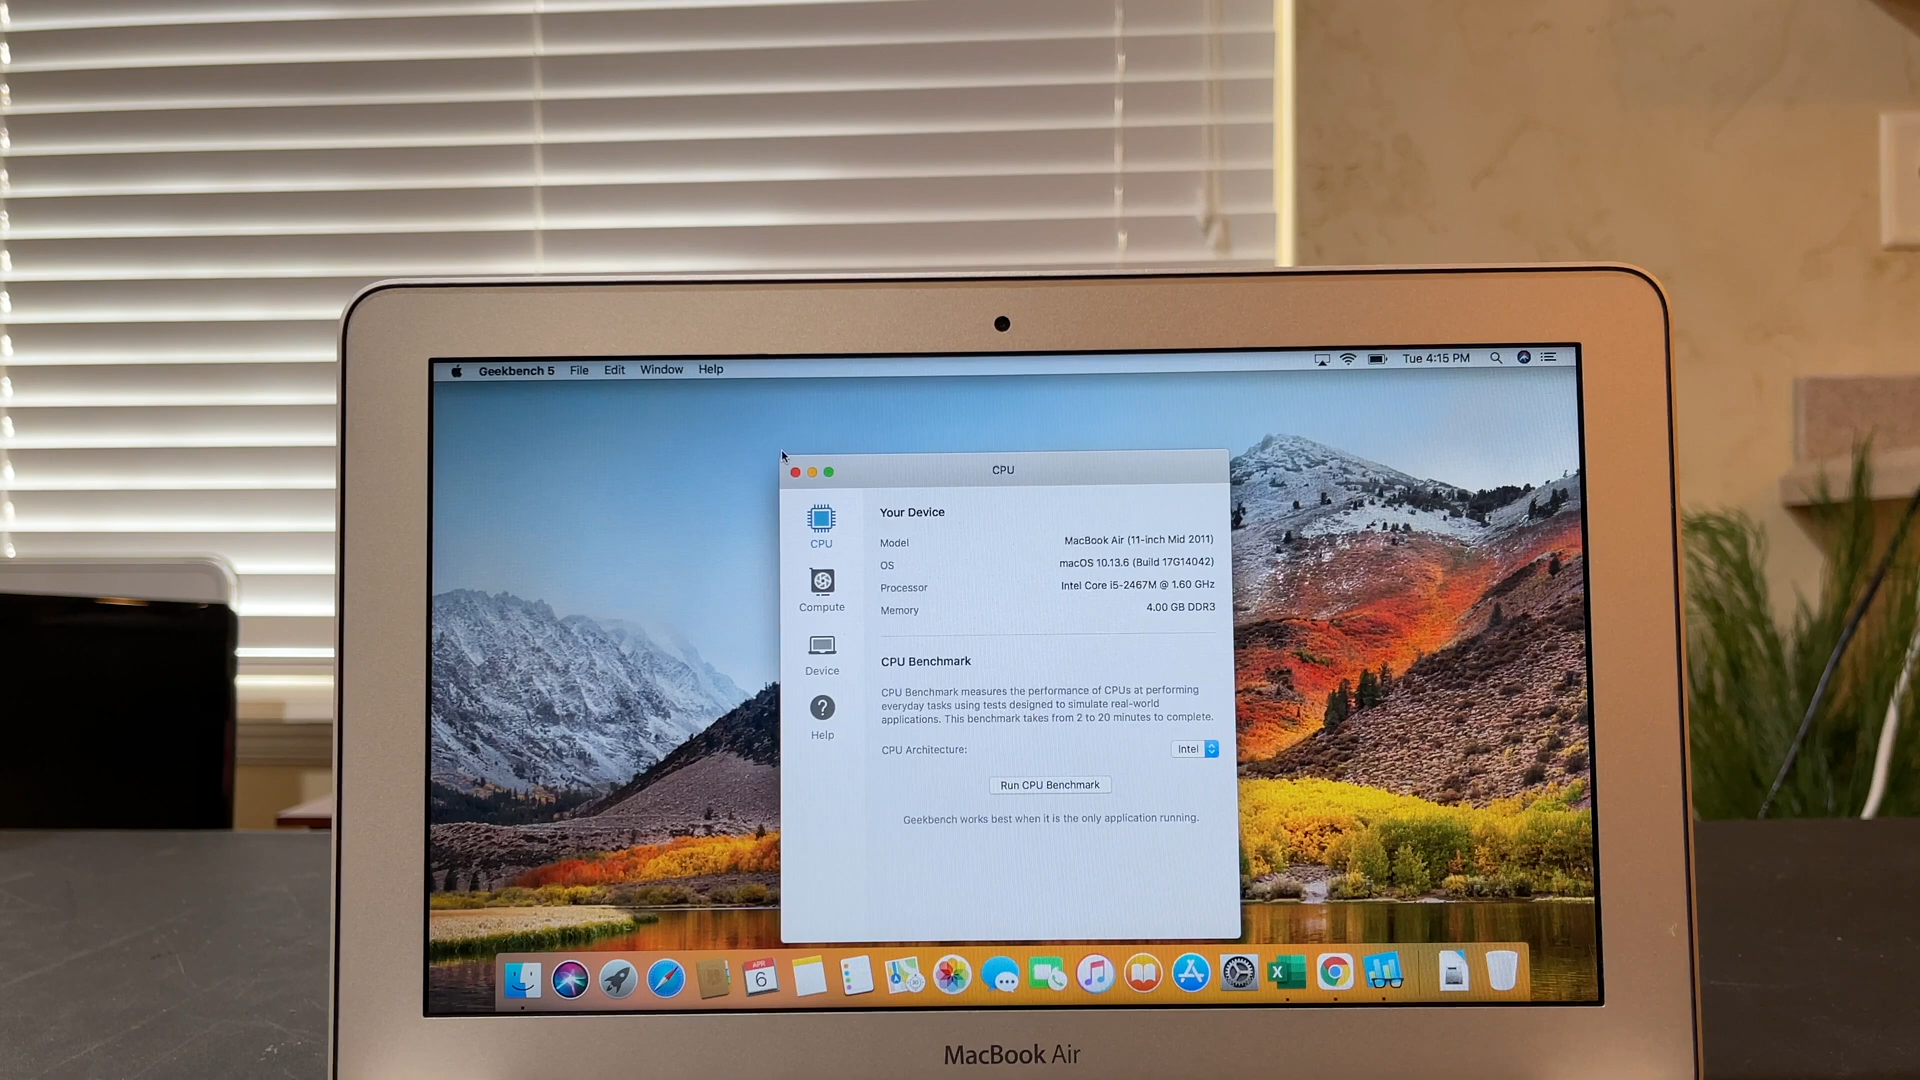 Geekbench 5 File Edit Window Help
Tue 4:15 PM
CPU
Your Device
CPU
Model MacBook Air (11-inch Mid 2011)
OS macOS 10.13.6 (Build 17G14042)
Processor Intel Core i5-2467M @ 1.60 GHz
Compute
Memory 4.00 GB DDR3
CPU Benchmark
Device
CPU Benchmark measures the performance of CPUs at performing
everyday tasks using tests designed to simulate real-world
applications. This benchmark takes from 2 to 20 minutes to complete.
?
Help
CPU Architecture: Intel
Run CPU Benchmark
Geekbench works best when it is the only application running.
APR
6
X
MacBook Air